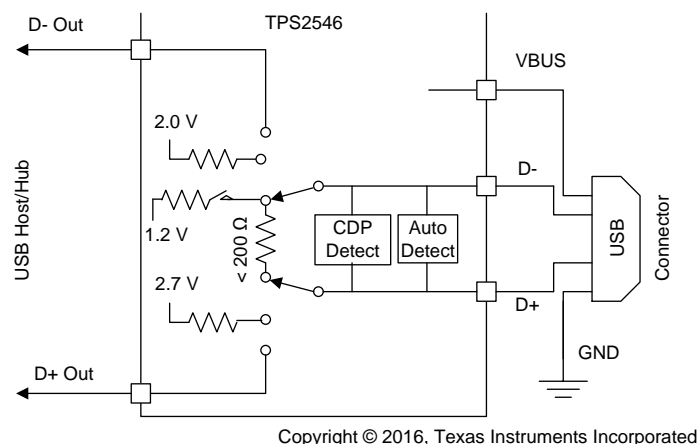 D- Out
TPS2546
VBUS
2.0 V
D-
1.2 V
< 200 Ω
CDP
Detect
Auto
Detect
USB Host/Hub
USB
Connector
2.7 V
D+
GND
D+ Out
Copyright © 2016, Texas Instruments Incorporated